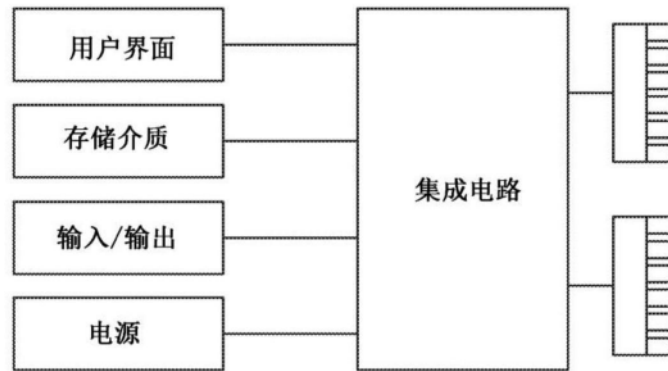 用户界面
存储介质
输入/输出
电源
集成电路